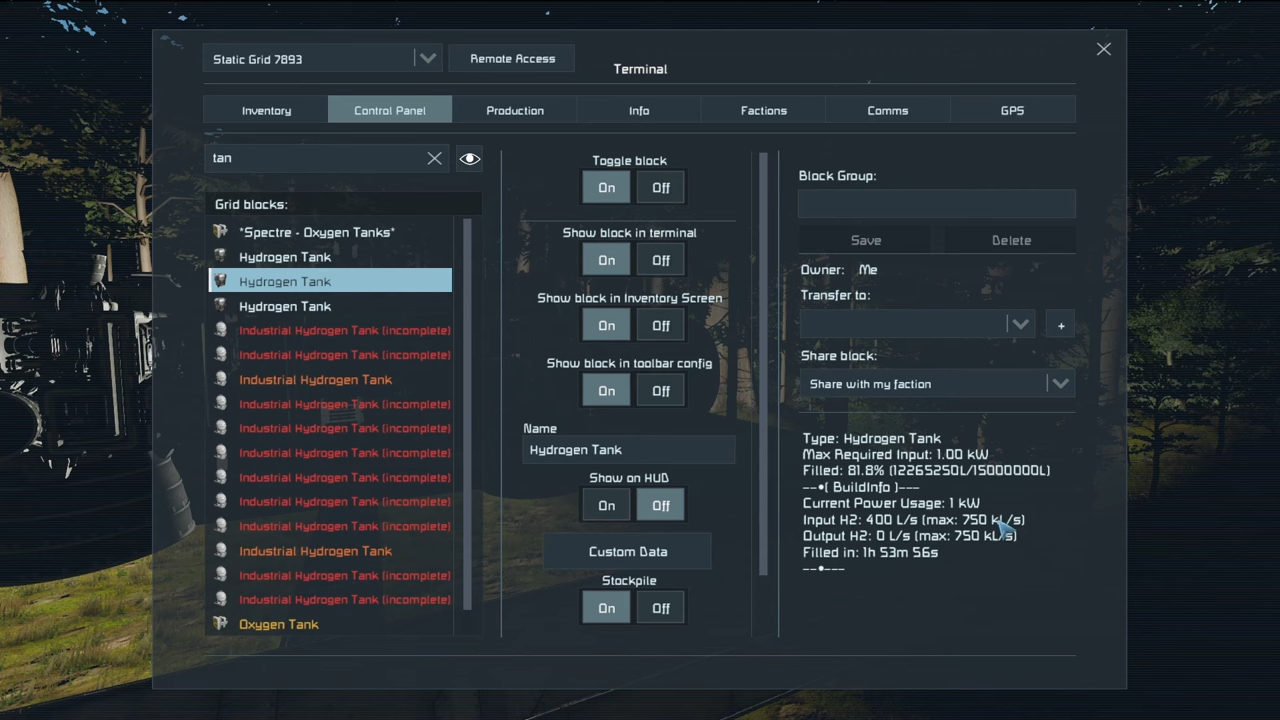 Static Grid 7893
Remote Access
Terminal
Inventory
Control Panel
Production
Info
Factions
Comms
GPS
tan
Grid blocks:
*Spectre - Oxygen Tanks*
Hydrogen Tank
Hydrogen Tank
Hydrogen Tank
Industrial Hydrogen Tank (incomplete)
Industrial Hydrogen Tank (incomplete)
Industrial Hydrogen Tank
Industrial Hydrogen Tank (incomplete)
Industrial Hydrogen Tank (incomplete)
Industrial Hydrogen Tank (incomplete)
Industrial Hydrogen Tank (incomplete)
Industrial Hydrogen Tank (incomplete)
Industrial Hydrogen Tank (incomplete)
Industrial Hydrogen Tank
Industrial Hydrogen Tank (incomplete)
Industrial Hydrogen Tank (incomplete)
Oxygen Tank
Toggle block
On Off
Show block in terminal
On Off
Show block in Inventory Screen
On Off
Show block in toolbar config
On Off
Name
Hydrogen Tank
Show on HUD
On Off
Custom Data
Stockpile
On Off
Block Group:
Save
Delete
Owner: Me
Transfer to:
+
Share block:
Share with my faction
Type: Hydrogen Tank
Max Required Input: 1.00 kW
Filled: 81.8% (12265250L/15000000L)
--•( BuildInfo )---
Current Power Usage: 1 kW
Input H2: 400 L/s (max: 750 kL/s)
Output H2: 0 L/s (max: 750 kL/s)
Filled in: 1h 53m 56s
--•---